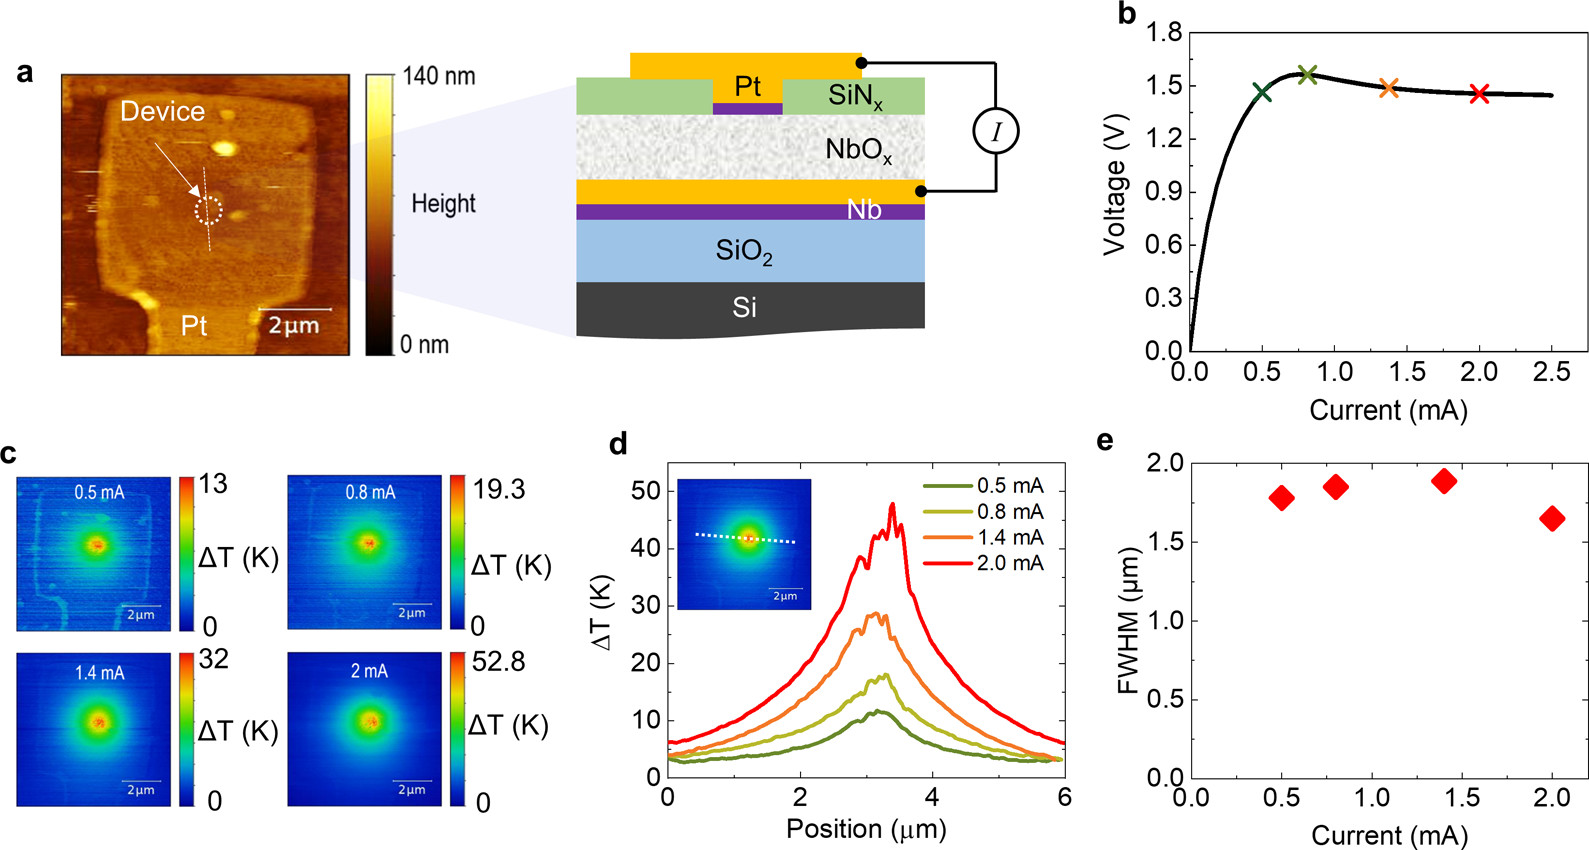 a
Device
Pt
2μm
140 nm
Height
0 nm
Pt
SiNₓ
NbOₓ
Nb
SiO₂
Si
I
b
Voltage (V)
1.8
1.5
1.2
0.9
0.6
0.3
0.0
0.0 0.5 1.0 1.5 2.0 2.5
Current (mA)
c
0.5 mA
2μm
13
ΔT (K)
0
0.8 mA
2μm
19.3
ΔT (K)
0
1.4 mA
2μm
32
ΔT (K)
0
2 mA
2μm
52.8
ΔT (K)
0
d
ΔT (K)
50
40
30
20
10
0
0 2 4 6
Position (μm)
2μm
0.5 mA
0.8 mA
1.4 mA
2.0 mA
e
FWHM (μm)
2.0
1.5
1.0
0.5
0.0
0.0 0.5 1.0 1.5 2.0
Current (mA)